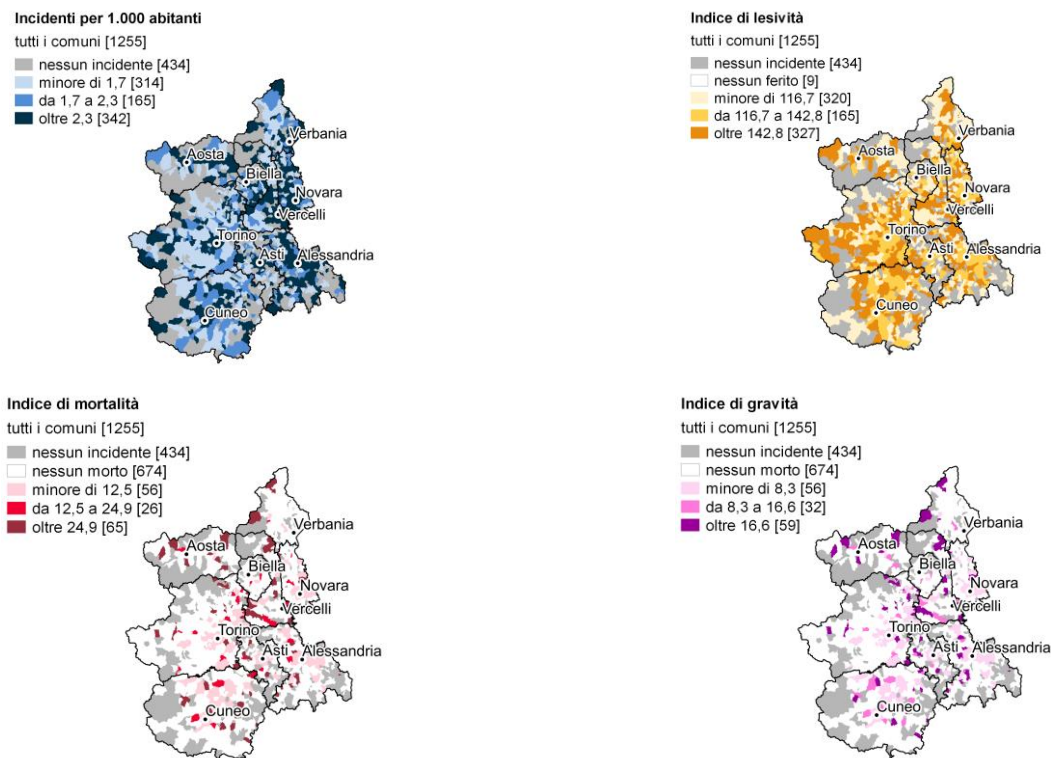 Incidenti per 1.000 abitanti
tutti i comuni [1255]
nessun incidente [434]
minore di 1,7 [314]
da 1,7 a 2,3 [165]
oltre 2,3 [342]
Verbania
Aosta
Biella
Novara
Vercelli
Torino
Asti
Alessandria
Cuneo
Indice di lesività
tutti i comuni [1255]
nessun incidente [434]
nessun ferito [9]
minore di 116,7 [320]
da 116,7 a 142,8 [165]
oltre 142,8 [327]
Verbania
Aosta
Biella
Novara
Vercelli
Torino
Asti
Alessandria
Cuneo
Indice di mortalità
tutti i comuni [1255]
nessun incidente [434]
nessun morto [674]
minore di 12,5 [56]
da 12,5 a 24,9 [26]
oltre 24,9 [65]
Verbania
Aosta
Biella
Novara
Vercelli
Torino
Asti
Alessandria
Cuneo
Indice di gravità
tutti i comuni [1255]
nessun incidente [434]
nessun morto [674]
minore di 8,3 [56]
da 8,3 a 16,6 [32]
oltre 16,6 [59]
Verbania
Aosta
Biella
Novara
Vercelli
Torino
Asti
Alessandria
Cuneo